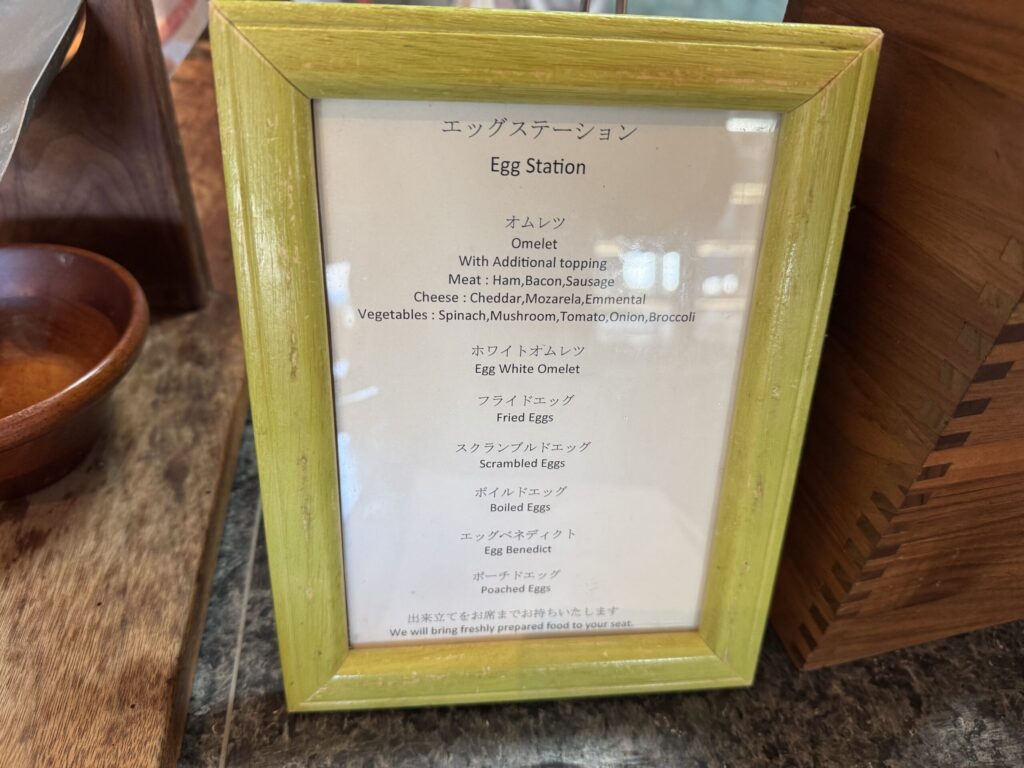 エッグステーション
Egg Station
オムレツ
Omelet
With Additional topping
Meat : Ham,Bacon,Sausage
Cheese : Cheddar,Mozarela,Emmental
Vegetables : Spinach,Mushroom,Tomato,Onion,Broccoli
ホワイトオムレツ
Egg White Omelet
フライドエッグ
Fried Eggs
スクランブルドエッグ
Scrambled Eggs
ボイルドエッグ
Boiled Eggs
エッグベネディクト
Egg Benedict
ポーチドエッグ
Poached Eggs
出来立てをお席までお持ちいたします
We will bring freshly prepared food to your seat.